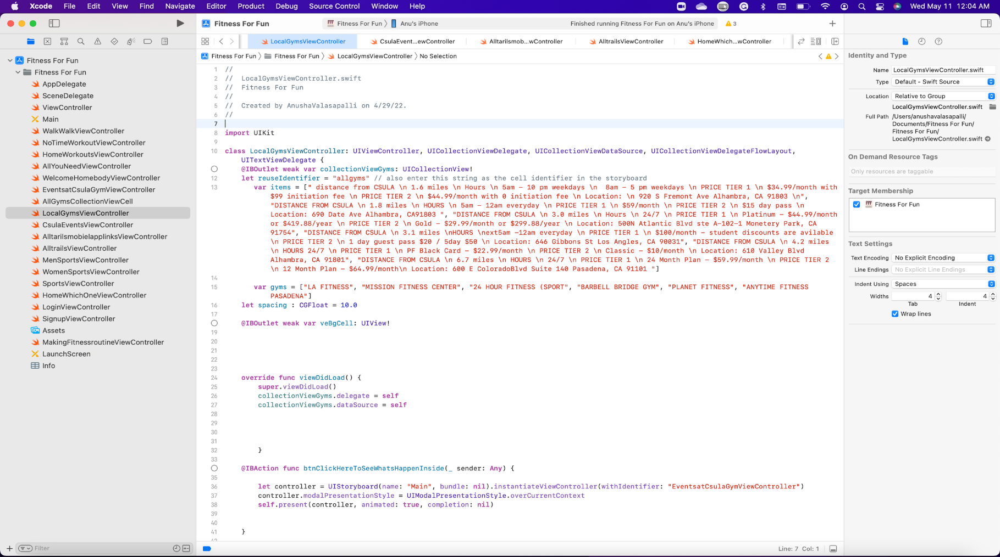 Xcode File Edit View Find Navigate Editor Product Debug Source Control Window Help Wed May 11 12:04 AM
Fitness For Fun
Fitness For Fun 〉 Anu's iPhone
Finished running Fitness For Fun on Anu's iPhone
3
LocalGymsViewController
CsulaEvent...ewController
Alltarilsmob...wController
AlltrailsViewController
HomeWhich...wController
Fitness For Fun 〉 Fitness For Fun 〉 LocalGymsViewController 〉 No Selection
Fitness For Fun
Fitness For Fun
AppDelegate
SceneDelegate
ViewController
Main
WalkWalkViewController
NoTimeWorkoutViewController
HomeWorkoutsViewController
AllYouNeedViewController
WelcomeHomebodyViewController
EventsatCsulaGymViewController
AllGymsCollectionViewCell
LocalGymsViewController
CsulaEventsViewController
AlltarilsmobielapplinksViewController
AlltrailsViewController
MenSportsViewController
WomenSportsViewController
SportsViewController
HomeWhichOneViewController
LoginViewController
SignupViewController
Assets
MakingFitnessroutineViewController
LaunchScreen
Info
Filter
1 //
2 // LocalGymsViewController.swift
3 // Fitness For Fun
4 //
5 // Created by AnushaValasapalli on 4/29/22.
6 //
7
8 import UIKit
9
10 class LocalGymsViewController: UIViewController, UICollectionViewDelegate, UICollectionViewDataSource, UICollectionViewDelegateFlowLayout,
UITextViewDelegate {
@IBOutlet weak var collectionViewGyms: UICollectionView!
12 let reuseIdentifier = "allgyms" // also enter this string as the cell identifier in the storyboard
13 var items = [" distance from CSULA \n 1.6 miles \n Hours \n 5am - 10 pm weekdays \n  8am - 5 pm weekdays \n PRICE TIER 1 \n $34.99/month with
$99 initiation fee \n PRICE TIER 2 \n $44.99/month with 0 initiation fee \n Location: \n 920 S Fremont Ave Alhambra, CA 91803 \n",
"DISTANCE FROM CSULA \n 1.8 miles \n HOURS \n 5am - 12am everyday \n PRICE TIER 1 \n $59/month \n PRICE TIER 2 \n $15 day pass \n
Location: 690 Date Ave Alhambra, CA91803 ", "DISTANCE FROM CSULA \n 3.0 miles \n Hours \n 24/7 \n PRICE TIER 1 \n Platinum - $44.99/month
or $419.88/year \n PRICE TIER 2 \n Gold - $29.99/month or $299.88/year \n Location: 500N Atlantic Blvd ste A-102-1 Monetery Park, CA
91754", "DISTANCE FROM CSULA \n 3.1 miles \nHOURS \next5am -12am everyday \n PRICE TIER 1 \n $100/month - student discounts are avilable
\n PRICE TIER 2 \n 1 day guest pass $20 / 5day $50 \n Location: 646 Gibbons St Los Angles, CA 90031", "DISTANCE FROM CSULA \n 4.2 miles
\n HOURS 24/7 \n PRICE TIER 1 \n PF Black Card - $22.99/month \n PRICE TIER 2 \n Classic - $10/month \n Location: 610 Valley Blvd
Alhambra, CA 91801", "DISTANCE FROM CSULA \n 6.7 miles \n HOURS \n 24/7 \n PRICE TIER 1 \n 24 Month Plan - $59.99/month \n PRICE TIER 2
\n 12 Month Plan - $64.99/month\n Location: 600 E ColoradoBlvd Suite 140 Pasadena, CA 91101 "]
14
15 var gyms = ["LA FITNESS", "MISSION FITNESS CENTER", "24 HOUR FITNESS (SPORT", "BARBELL BRIDGE GYM", "PLANET FITNESS", "ANYTIME FITNESS
PASADENA"]
16 let spacing : CGFloat = 10.0
17
@IBOutlet weak var veBgCell: UIView!
19
20
21
22
23
24 override func viewDidLoad() {
25 super.viewDidLoad()
26 collectionViewGyms.delegate = self
27 collectionViewGyms.dataSource = self
28
29
30
31
32 }
33
@IBAction func btnClickHereToSeeWhatsHappenInside(_ sender: Any) {
35
36 let controller = UIStoryboard(name: "Main", bundle: nil).instantiateViewController(withIdentifier: "EventsatCsulaGymViewController")
37 controller.modalPresentationStyle = UIModalPresentationStyle.overCurrentContext
38 self.present(controller, animated: true, completion: nil)
39
40
41 }
42
Line: 7 Col: 1
Identity and Type
Name LocalGymsViewController.swift
Type Default - Swift Source
Location Relative to Group
LocalGymsViewController.swift
Full Path /Users/anushavalasapalli/
Documents/Fitness For Fun/
Fitness For Fun/
LocalGymsViewController.swift
On Demand Resource Tags
Only resources are taggable
Target Membership
Fitness For Fun
Text Settings
Text Encoding No Explicit Encoding
Line Endings No Explicit Line Endings
Indent Using Spaces
Widths 4 4
Tab Indent
Wrap lines